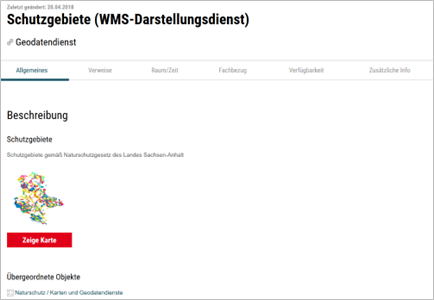 Zuletzt geändert: 20.04.2018
Schutzgebiete (WMS-Darstellungsdienst)
Geodatendienst
Allgemeines Verweise Raum/Zeit Fachbezug Verfügbarkeit Zusätzliche Info
Beschreibung
Schutzgebiete
Schutzgebiete gemäß Naturschutzgesetz des Landes Sachsen-Anhalt
Zeige Karte
Übergeordnete Objekte
Naturschutz / Karten und Geodatendienste